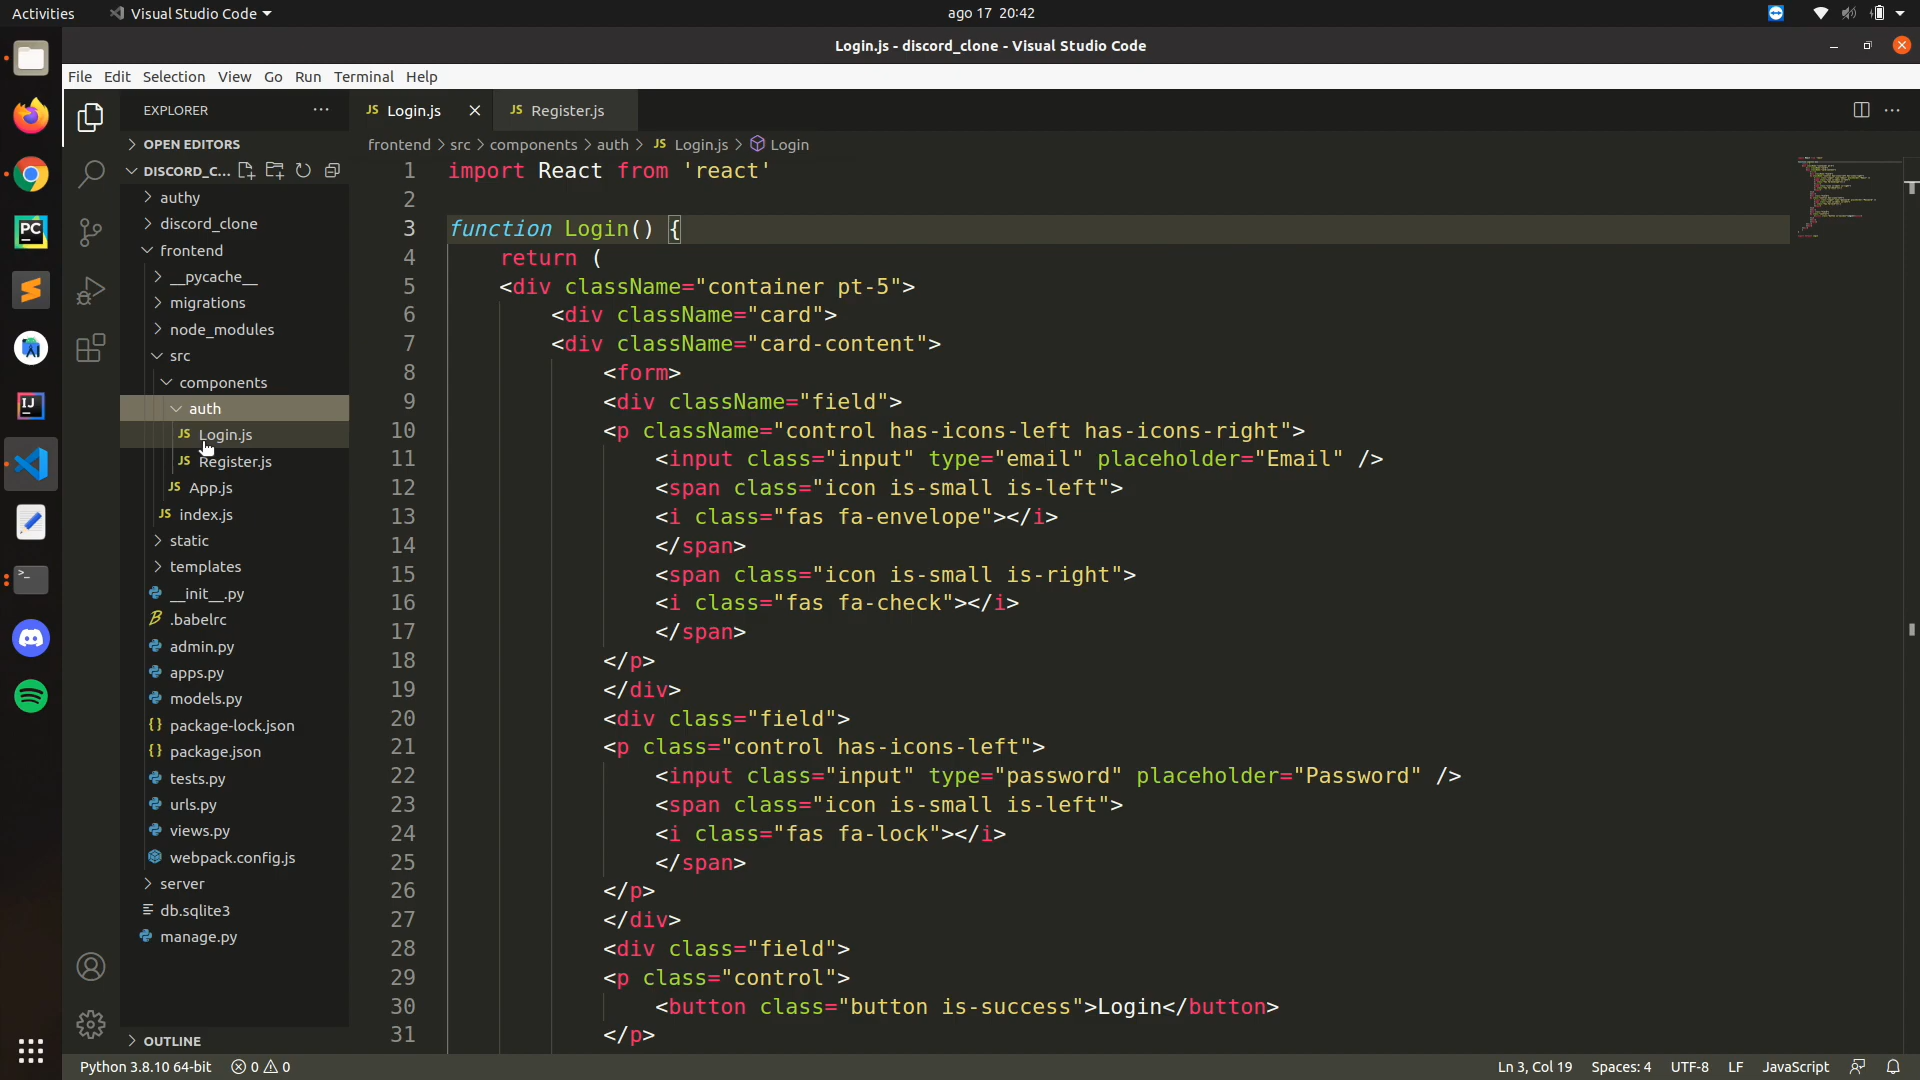 Activities
Visual Studio Code
ago 17 20:42
Login.js - discord_clone - Visual Studio Code
File Edit Selection View Go Run Terminal Help
EXPLORER
OPEN EDITORS
DISCORD_C...
authy
discord_clone
frontend
__pycache__
migrations
node_modules
src
components
auth
JS Login.js
JS Register.js
JS App.js
JS index.js
static
templates
__init__.py
.babelrc
admin.py
apps.py
models.py
{} package-lock.json
{} package.json
tests.py
urls.py
views.py
webpack.config.js
server
db.sqlite3
manage.py
OUTLINE
JS Login.js
JS Register.js
frontend > src > components > auth > JS Login.js > Login
1 import React from 'react'
2
3 function Login() {
4 return (
5 <div className="container pt-5">
6 <div className="card">
7 <div className="card-content">
8 <form>
9 <div className="field">
10 <p className="control has-icons-left has-icons-right">
11 <input class="input" type="email" placeholder="Email" />
12 <span class="icon is-small is-left">
13 <i class="fas fa-envelope"></i>
14 </span>
15 <span class="icon is-small is-right">
16 <i class="fas fa-check"></i>
17 </span>
18 </p>
19 </div>
20 <div class="field">
21 <p class="control has-icons-left">
22 <input class="input" type="password" placeholder="Password" />
23 <span class="icon is-small is-left">
24 <i class="fas fa-lock"></i>
25 </span>
26 </p>
27 </div>
28 <div class="field">
29 <p class="control">
30 <button class="button is-success">Login</button>
31 </p>
Python 3.8.10 64-bit 0 0
Ln 3, Col 19 Spaces: 4 UTF-8 LF JavaScript